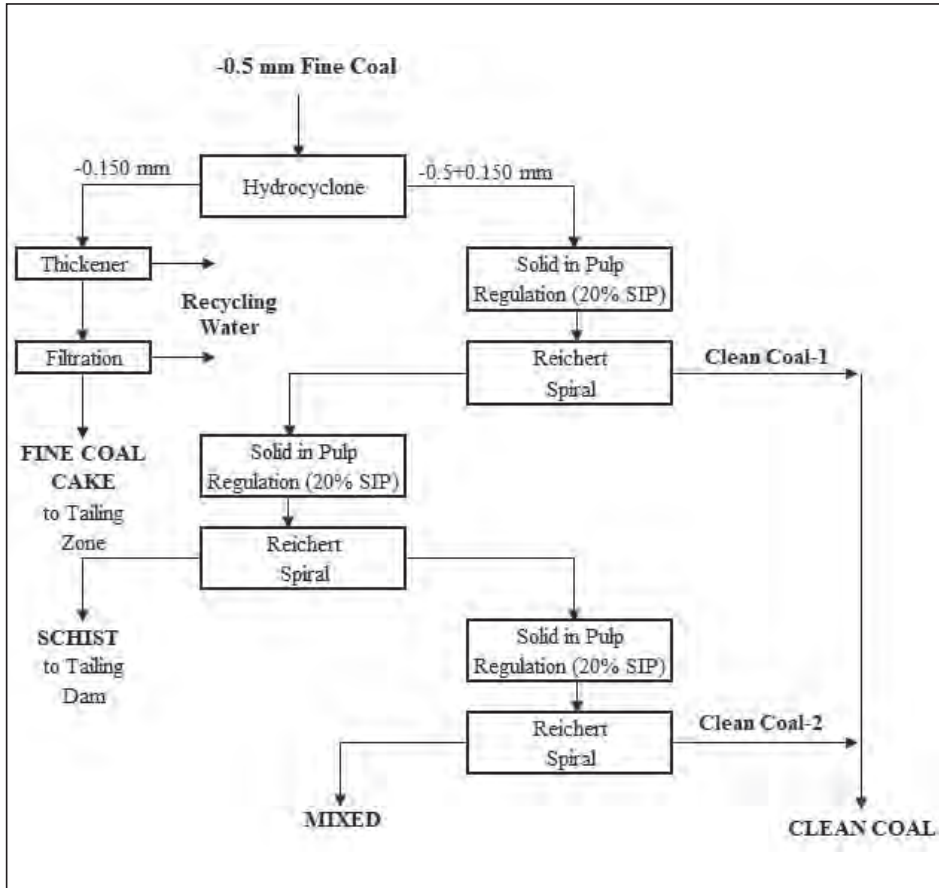 -0.5 mm Fine Coal
-0.150 mm
Hydrocyclone
-0.5+0.150 mm
Thickener
Solid in Pulp
Regulation (20% SIP)
Recycling
Water
Filtration
Reichert
Spiral
Clean Coal-1
Solid in Pulp
Regulation (20% SIP)
FINE COAL
CAKE
to Tailing
Zone
Reichert
Spiral
SCHIST
to Tailing
Dam
Solid in Pulp
Regulation (20% SIP)
Reichert
Spiral
Clean Coal-2
MIXED
CLEAN COAL